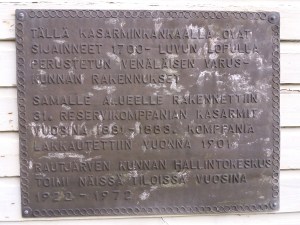 TÄLLÄ KASARMINKANKAALLA OVAT
SIJAINNEET 1700-LUVUN LOPULLA
PERUSTETUN VENÄLÄISEN VARUS-
KUNNAN RAKENNUKSET
SAMALLE ALUEELLE RAKENNETTIIN
31. RESERVIKOMPPANIAN KASARMIT
VUOSINA 1881-1883. KOMPPANIA
LAKKAUTETTIIN VUONNA 1901
RAUTJÄRVEN KUNNAN HALLINTOKESKUS
TOIMI NÄISSÄ TILOISSA VUOSINA
1922-1972